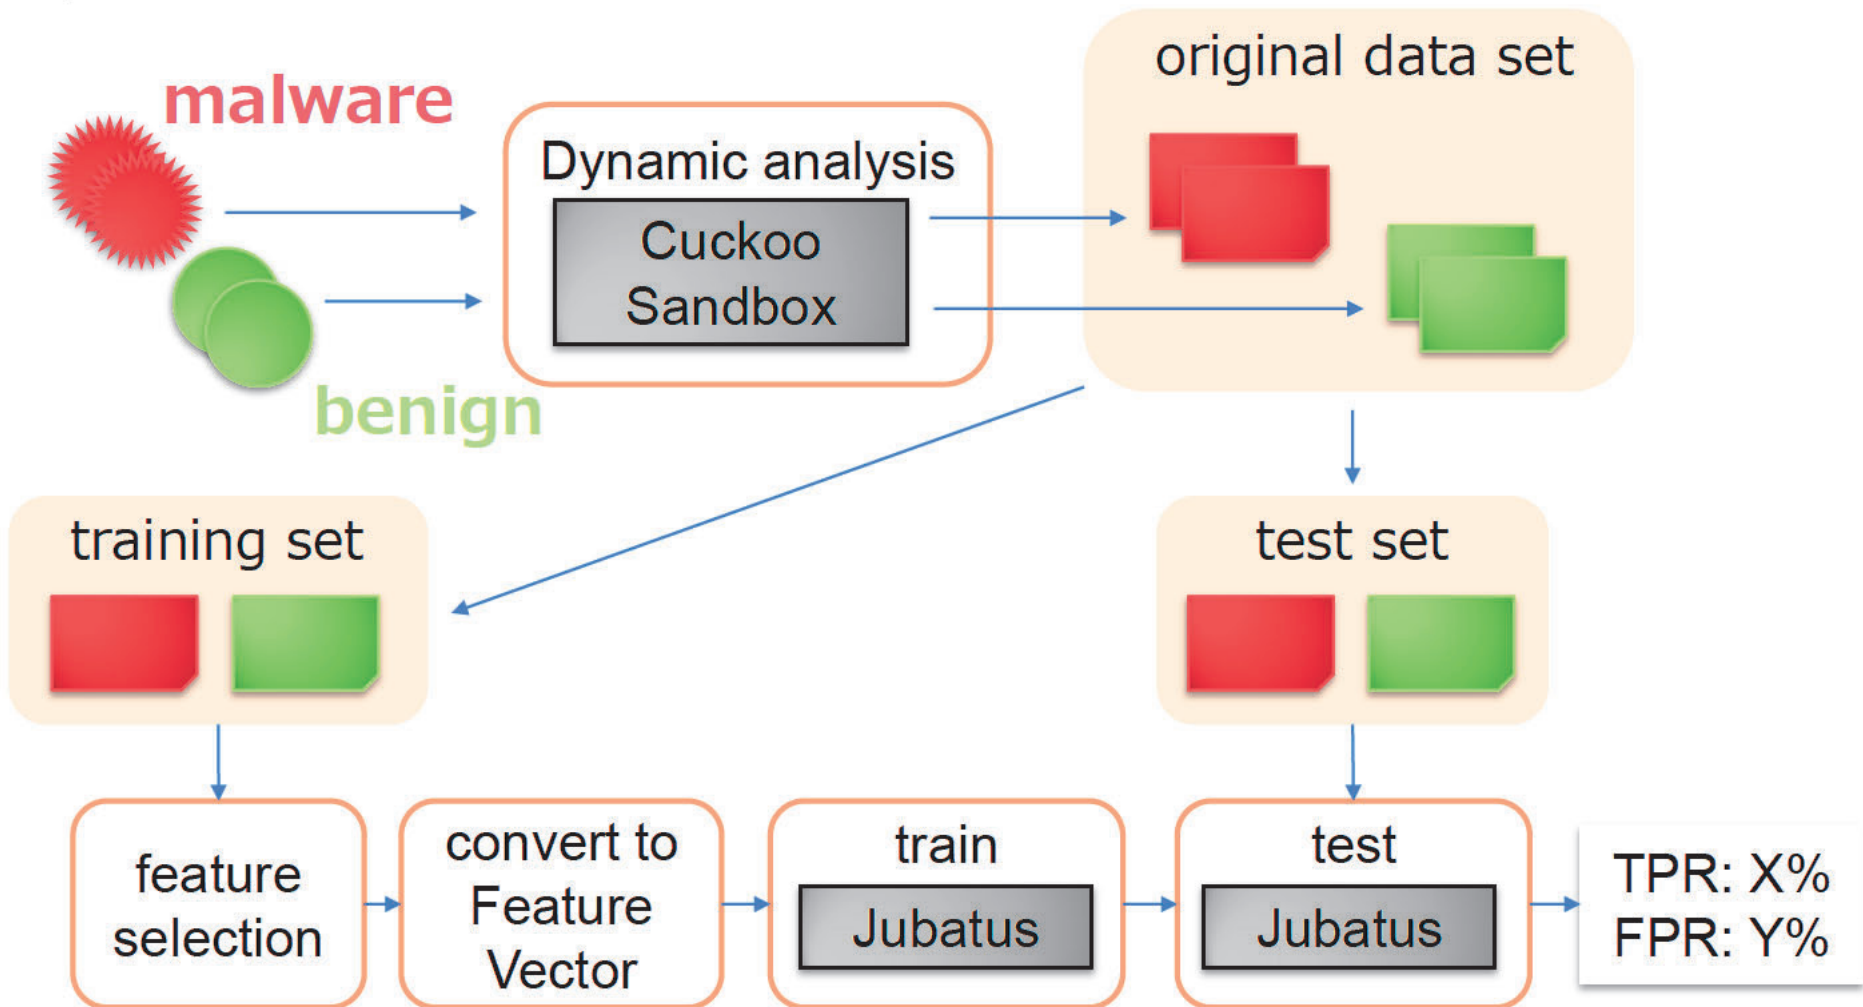 malware
benign
Dynamic analysis
Cuckoo
Sandbox
original data set
training set
test set
feature
selection
convert to
Feature
Vector
train
Jubatus
test
Jubatus
TPR: X%
FPR: Y%